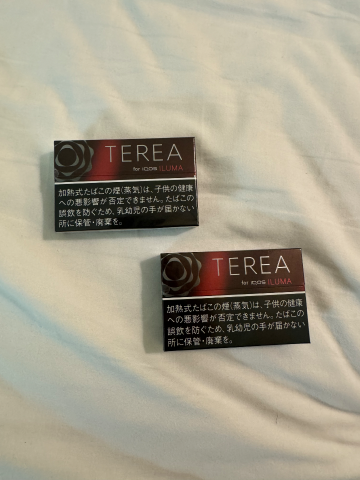 TEREA
for IQOS ILUMA
加熱式たばこの煙(蒸気)は、子供の健康
への悪影響が否定できません。たばこの
誤飲を防ぐため、乳幼児の手が届かない
所に保管・廃棄を。
TEREA
for IQOS ILUMA
加熱式たばこの煙(蒸気)は、子供の健康
への悪影響が否定できません。たばこの
誤飲を防ぐため、乳幼児の手が届かない
所に保管・廃棄を。